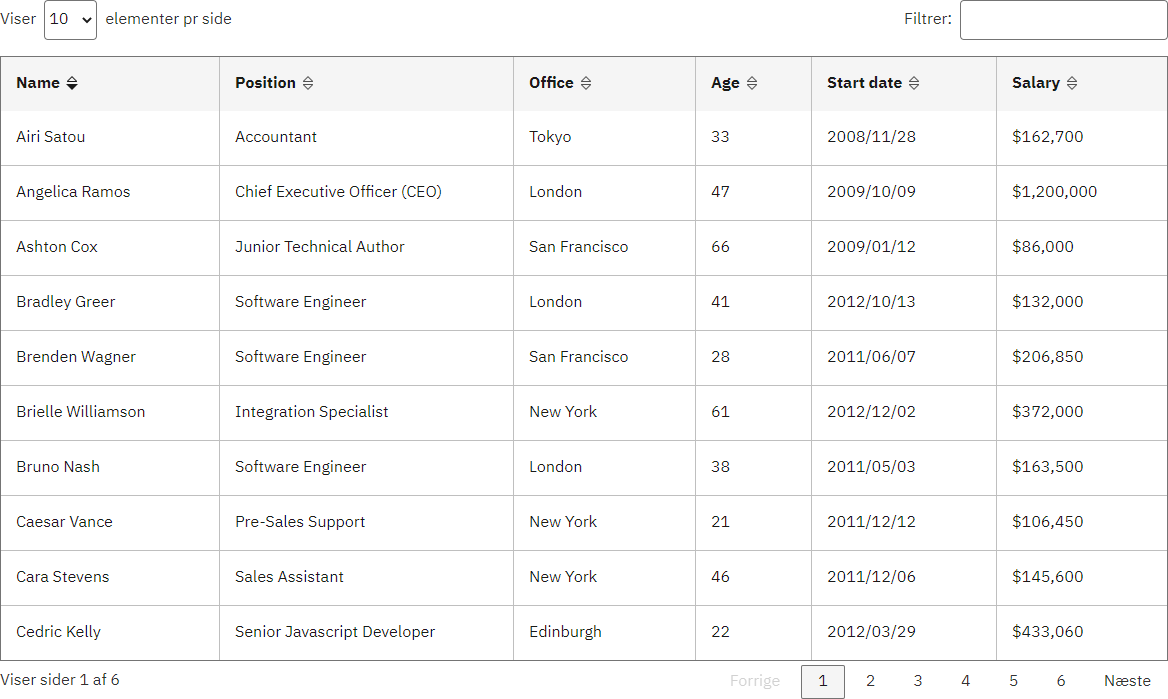 Viser 10 elementer pr side Filtrer:
Name Position Office Age Start date Salary
Airi Satou Accountant Tokyo 33 2008/11/28 $162,700
Angelica Ramos Chief Executive Officer (CEO) London 47 2009/10/09 $1,200,000
Ashton Cox Junior Technical Author San Francisco 66 2009/01/12 $86,000
Bradley Greer Software Engineer London 41 2012/10/13 $132,000
Brenden Wagner Software Engineer San Francisco 28 2011/06/07 $206,850
Brielle Williamson Integration Specialist New York 61 2012/12/02 $372,000
Bruno Nash Software Engineer London 38 2011/05/03 $163,500
Caesar Vance Pre-Sales Support New York 21 2011/12/12 $106,450
Cara Stevens Sales Assistant New York 46 2011/12/06 $145,600
Cedric Kelly Senior Javascript Developer Edinburgh 22 2012/03/29 $433,060
Viser sider 1 af 6 Forrige 1 2 3 4 5 6 Næste